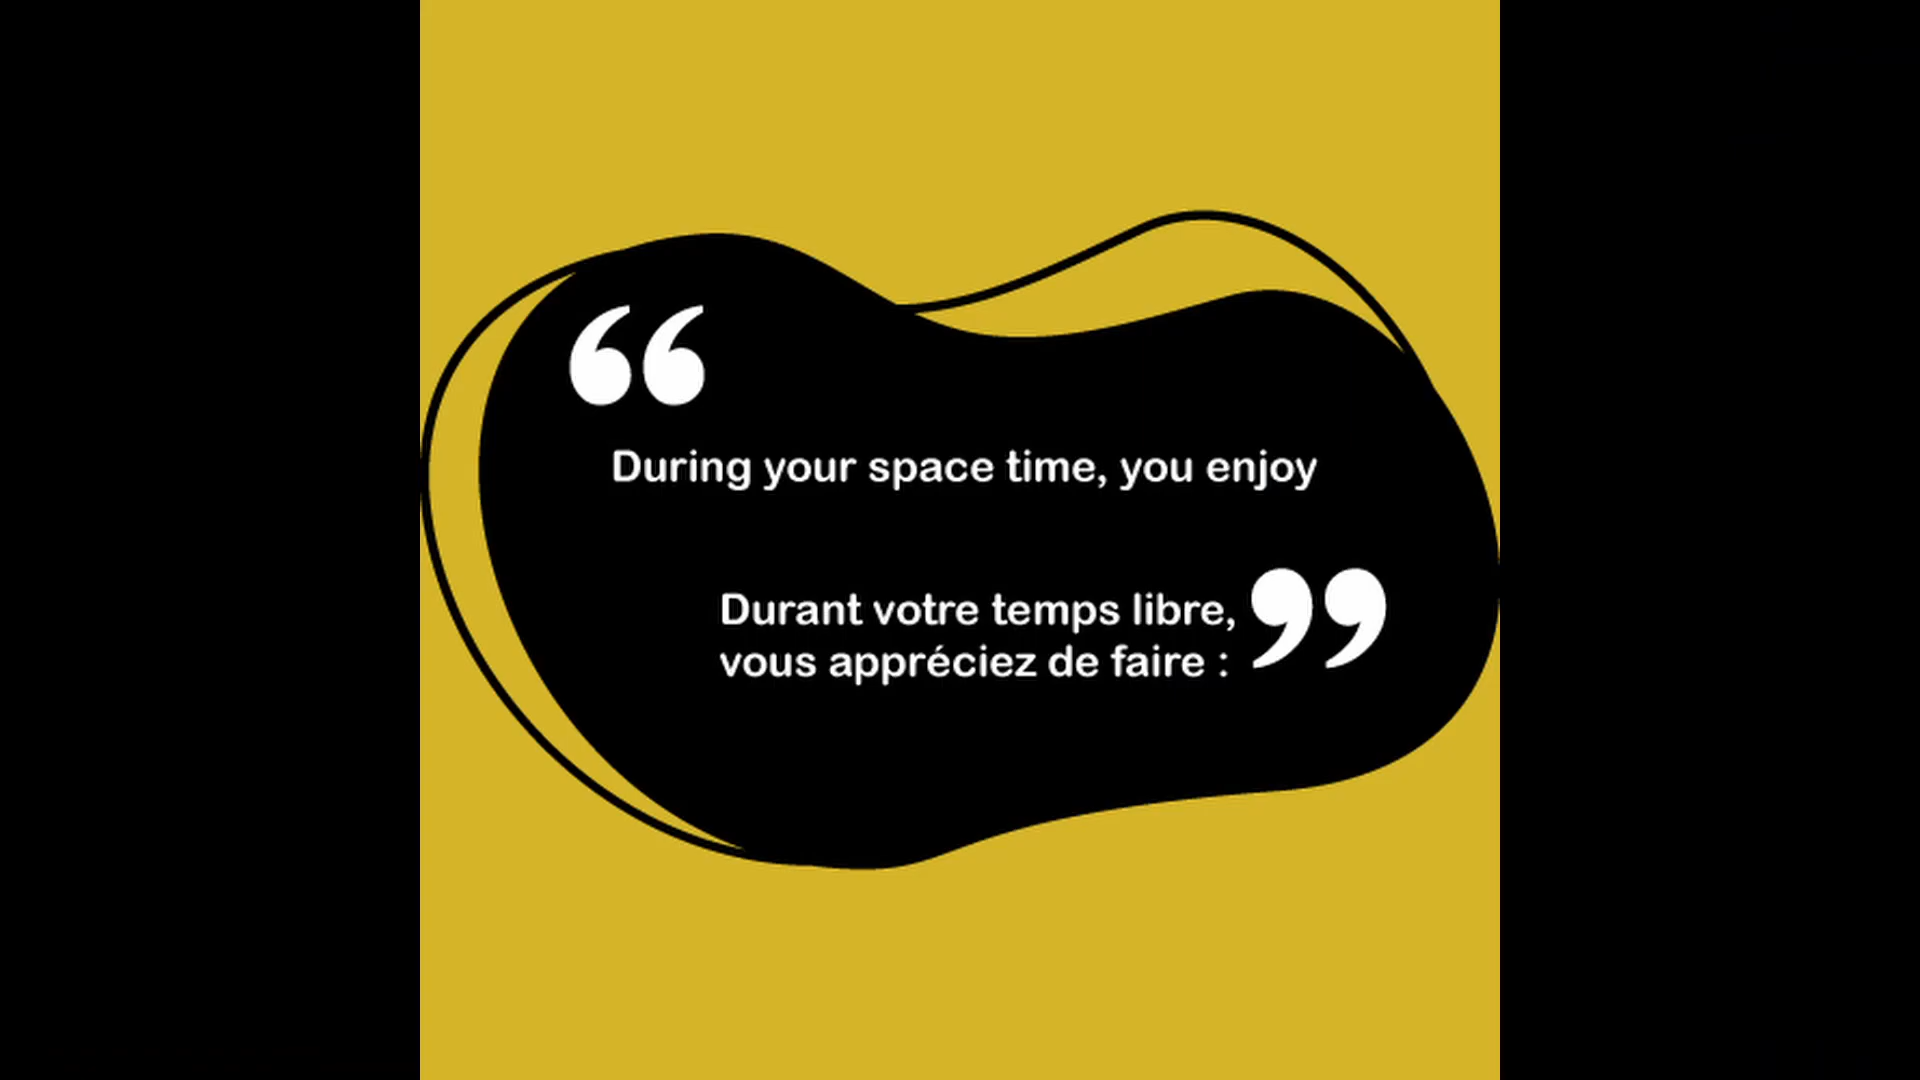 During your space time, you enjoy
Durant votre temps libre,
vous appréciez de faire :